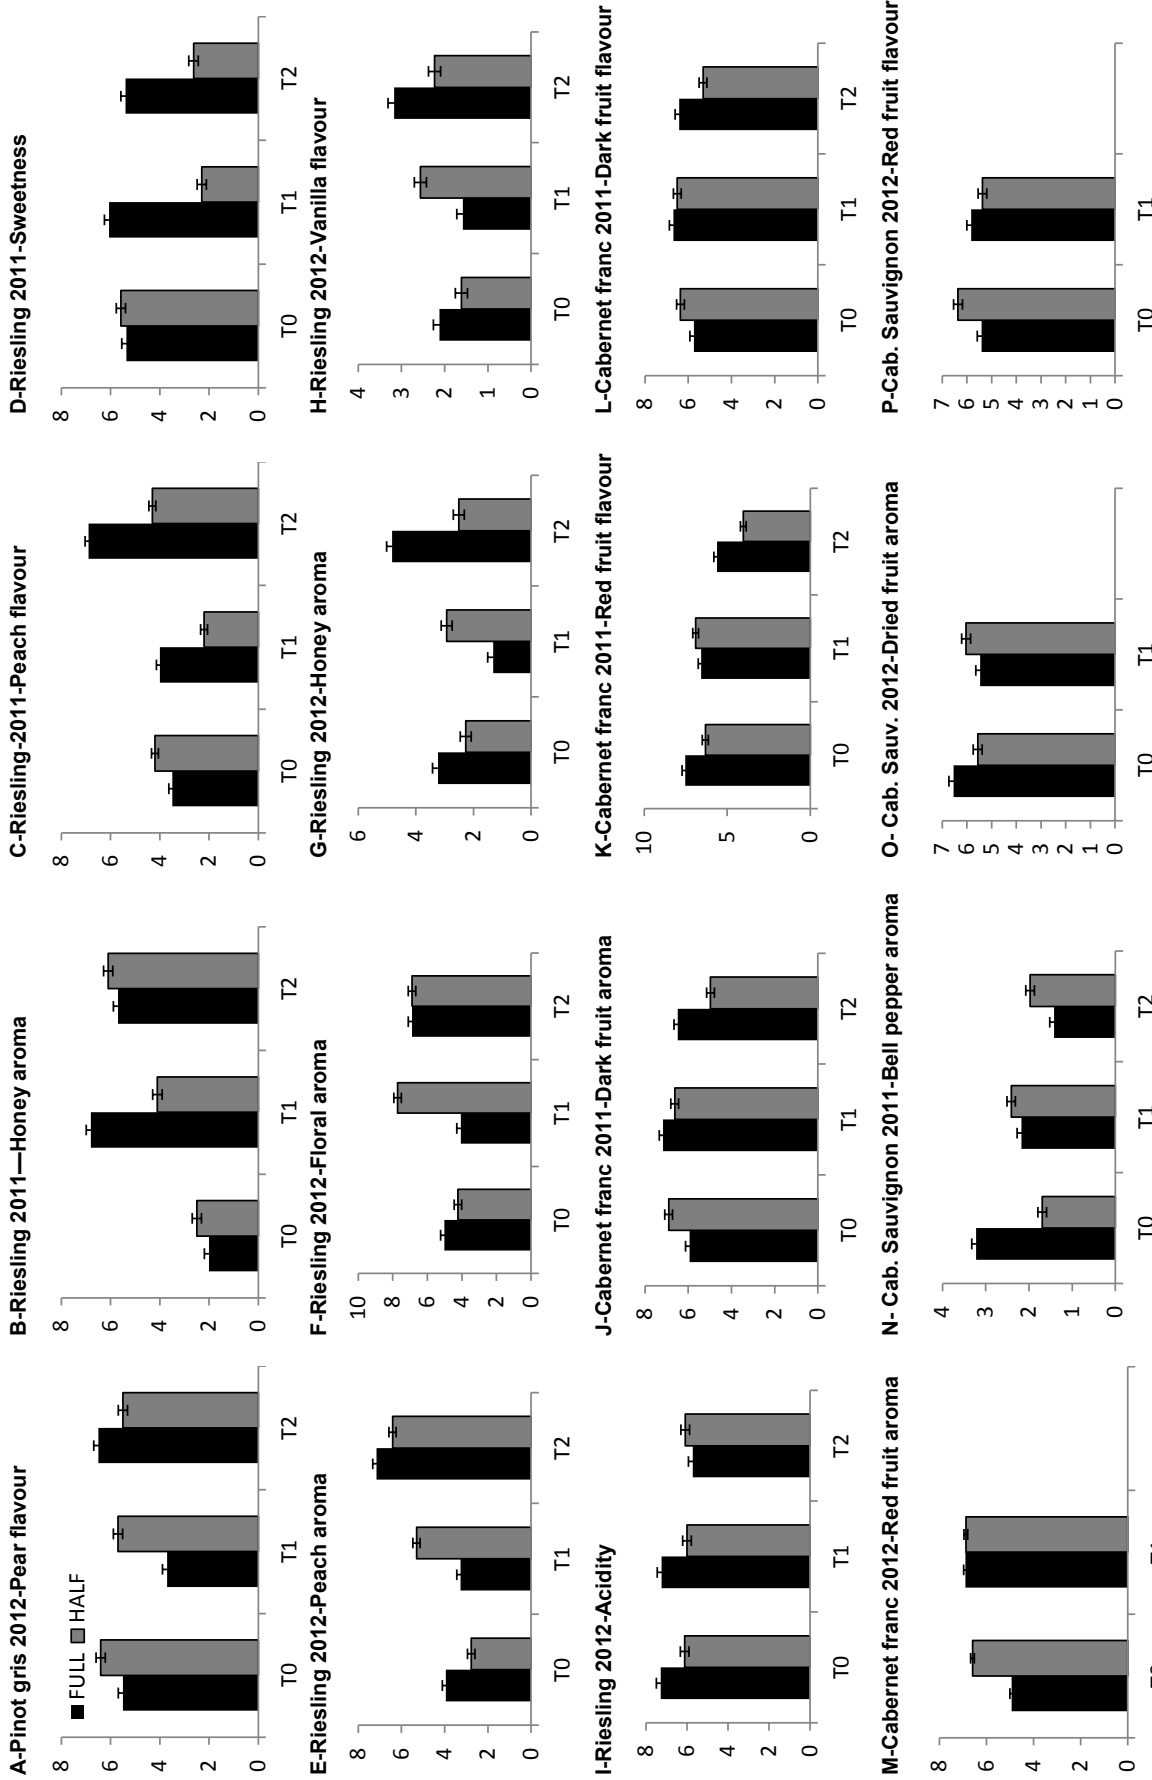 A-Pinot gris 2012-Pear flavour
FULL HALF
8
6
4
2
0
T0 T1 T2
B-Riesling 2011—Honey aroma
8
6
4
2
0
T0 T1 T2
C-Riesling-2011-Peach flavour
8
6
4
2
0
T0 T1 T2
D-Riesling 2011-Sweetness
8
6
4
2
0
T0 T1 T2
E-Riesling 2012-Peach aroma
8
6
4
2
0
T0 T1 T2
F-Riesling 2012-Floral aroma
10
8
6
4
2
0
T0 T1 T2
G-Riesling 2012-Honey aroma
6
4
2
0
T0 T1 T2
H-Riesling 2012-Vanilla flavour
4
3
2
1
0
T0 T1 T2
I-Riesling 2012-Acidity
8
6
4
2
0
T0 T1 T2
J-Cabernet franc 2011-Dark fruit aroma
8
6
4
2
0
T0 T1 T2
K-Cabernet franc 2011-Red fruit flavour
10
5
0
T0 T1 T2
L-Cabernet franc 2011-Dark fruit flavour
8
6
4
2
0
T0 T1 T2
M-Cabernet franc 2012-Red fruit aroma
8
6
4
2
0
N- Cab. Sauvignon 2011-Bell pepper aroma
4
3
2
1
0
T0 T1 T2
O- Cab. Sauv. 2012-Dried fruit aroma
7
6
5
4
3
2
1
0
T0 T1
P-Cab. Sauvignon 2012-Red fruit flavour
7
6
5
4
3
2
1
0
T0 T1